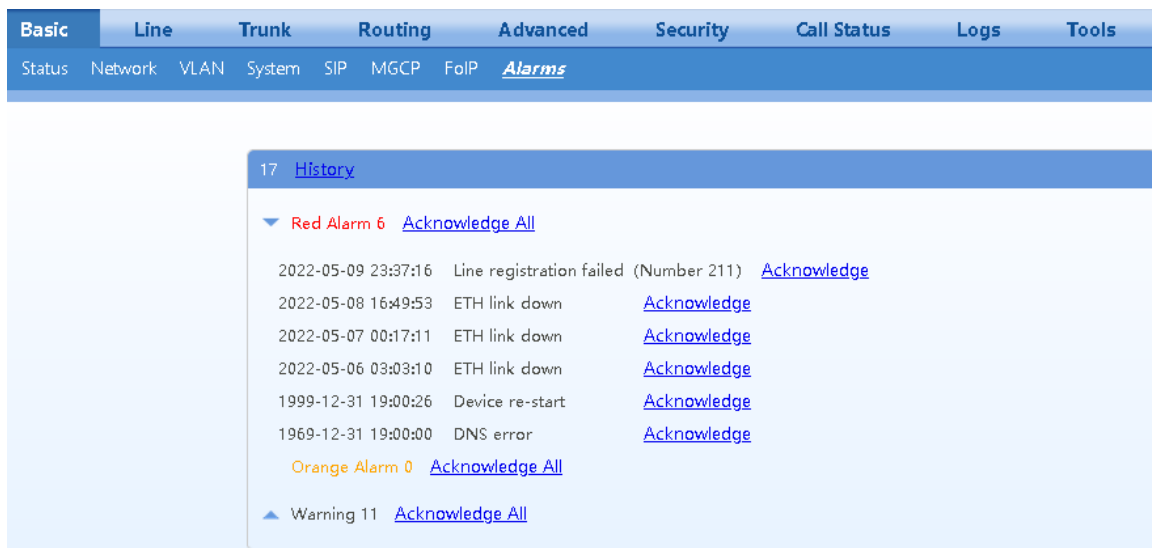 Basic Line Trunk Routing Advanced Security Call Status Logs Tools
Status Network VLAN System SIP MGCP FoIP Alarms
17 History
Red Alarm 6 Acknowledge All
2022-05-09 23:37:16 Line registration failed (Number 211) Acknowledge
2022-05-08 16:49:53 ETH link down Acknowledge
2022-05-07 00:17:11 ETH link down Acknowledge
2022-05-06 03:03:10 ETH link down Acknowledge
1999-12-31 19:00:26 Device re-start Acknowledge
1969-12-31 19:00:00 DNS error Acknowledge
Orange Alarm 0 Acknowledge All
Warning 11 Acknowledge All